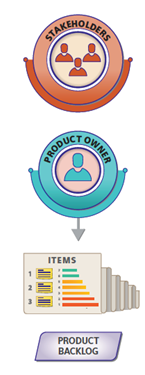 STAKEHOLDERS
PRODUCT OWNER
ITEMS
1
2
3
PRODUCT
BACKLOG